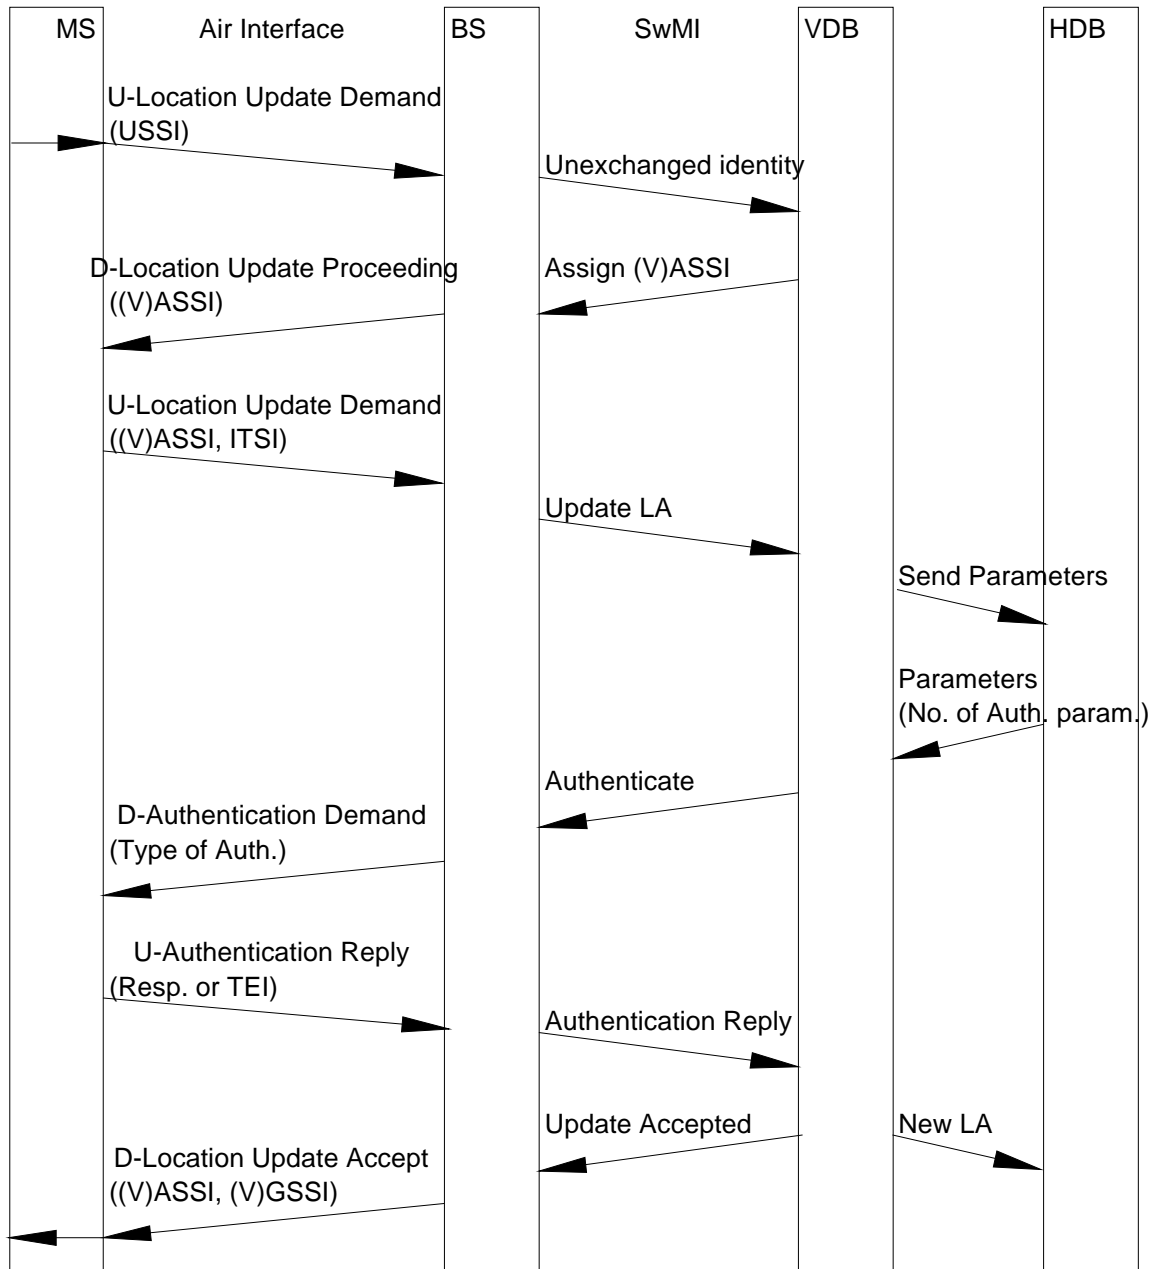 MS Air Interface BS SwMI VDB HDB
U-Location Update Demand
(USSI)
Unexchanged identity
D-Location Update Proceeding
((V)ASSI)
Assign (V)ASSI
U-Location Update Demand
((V)ASSI, ITSI)
Update LA
Send Parameters
Parameters
(No. of Auth. param.)
Authenticate
D-Authentication Demand
(Type of Auth.)
U-Authentication Reply
(Resp. or TEI)
Authentication Reply
Update Accepted
New LA
D-Location Update Accept
((V)ASSI, (V)GSSI)